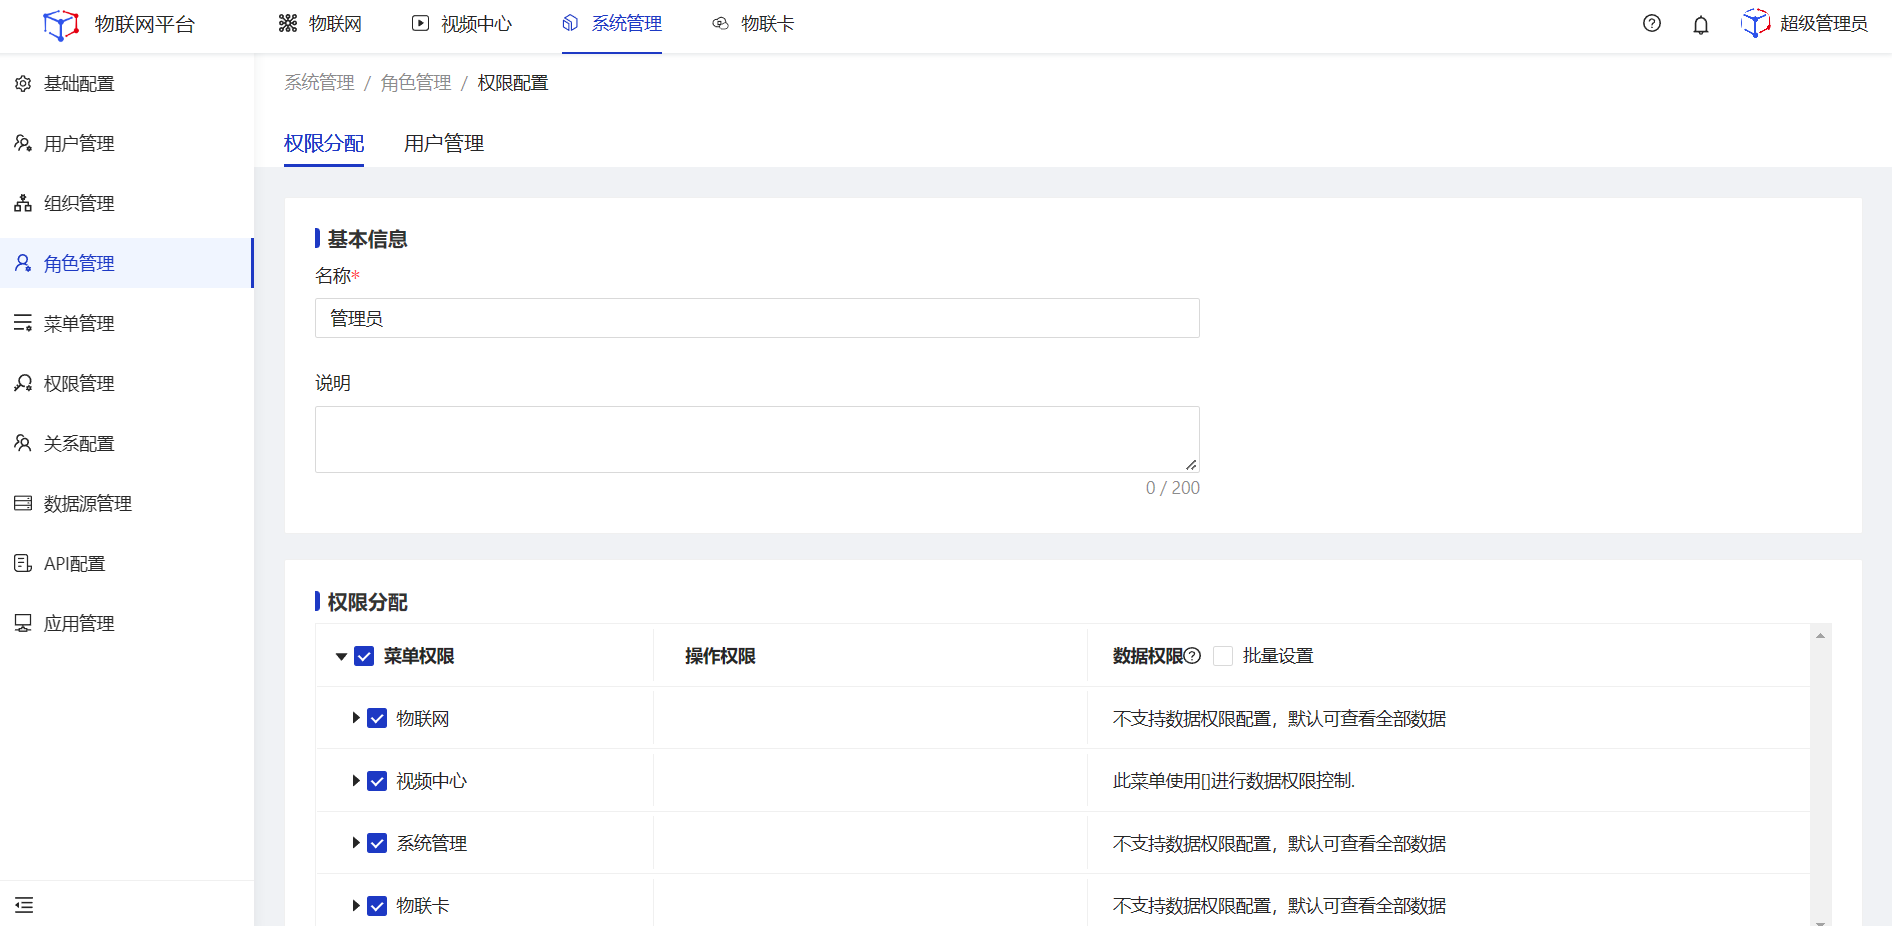 物联网平台
物联网
视频中心
系统管理
物联卡
超级管理员
基础配置
用户管理
组织管理
角色管理
菜单管理
权限管理
关系配置
数据源管理
API配置
应用管理
系统管理 / 角色管理 / 权限配置
权限分配
用户管理
基本信息
名称*
管理员
说明
0 / 200
权限分配
菜单权限
操作权限
数据权限
批量设置
物联网
不支持数据权限配置，默认可查看全部数据
视频中心
此菜单使用[]进行数据权限控制.
系统管理
不支持数据权限配置，默认可查看全部数据
物联卡
不支持数据权限配置，默认可查看全部数据